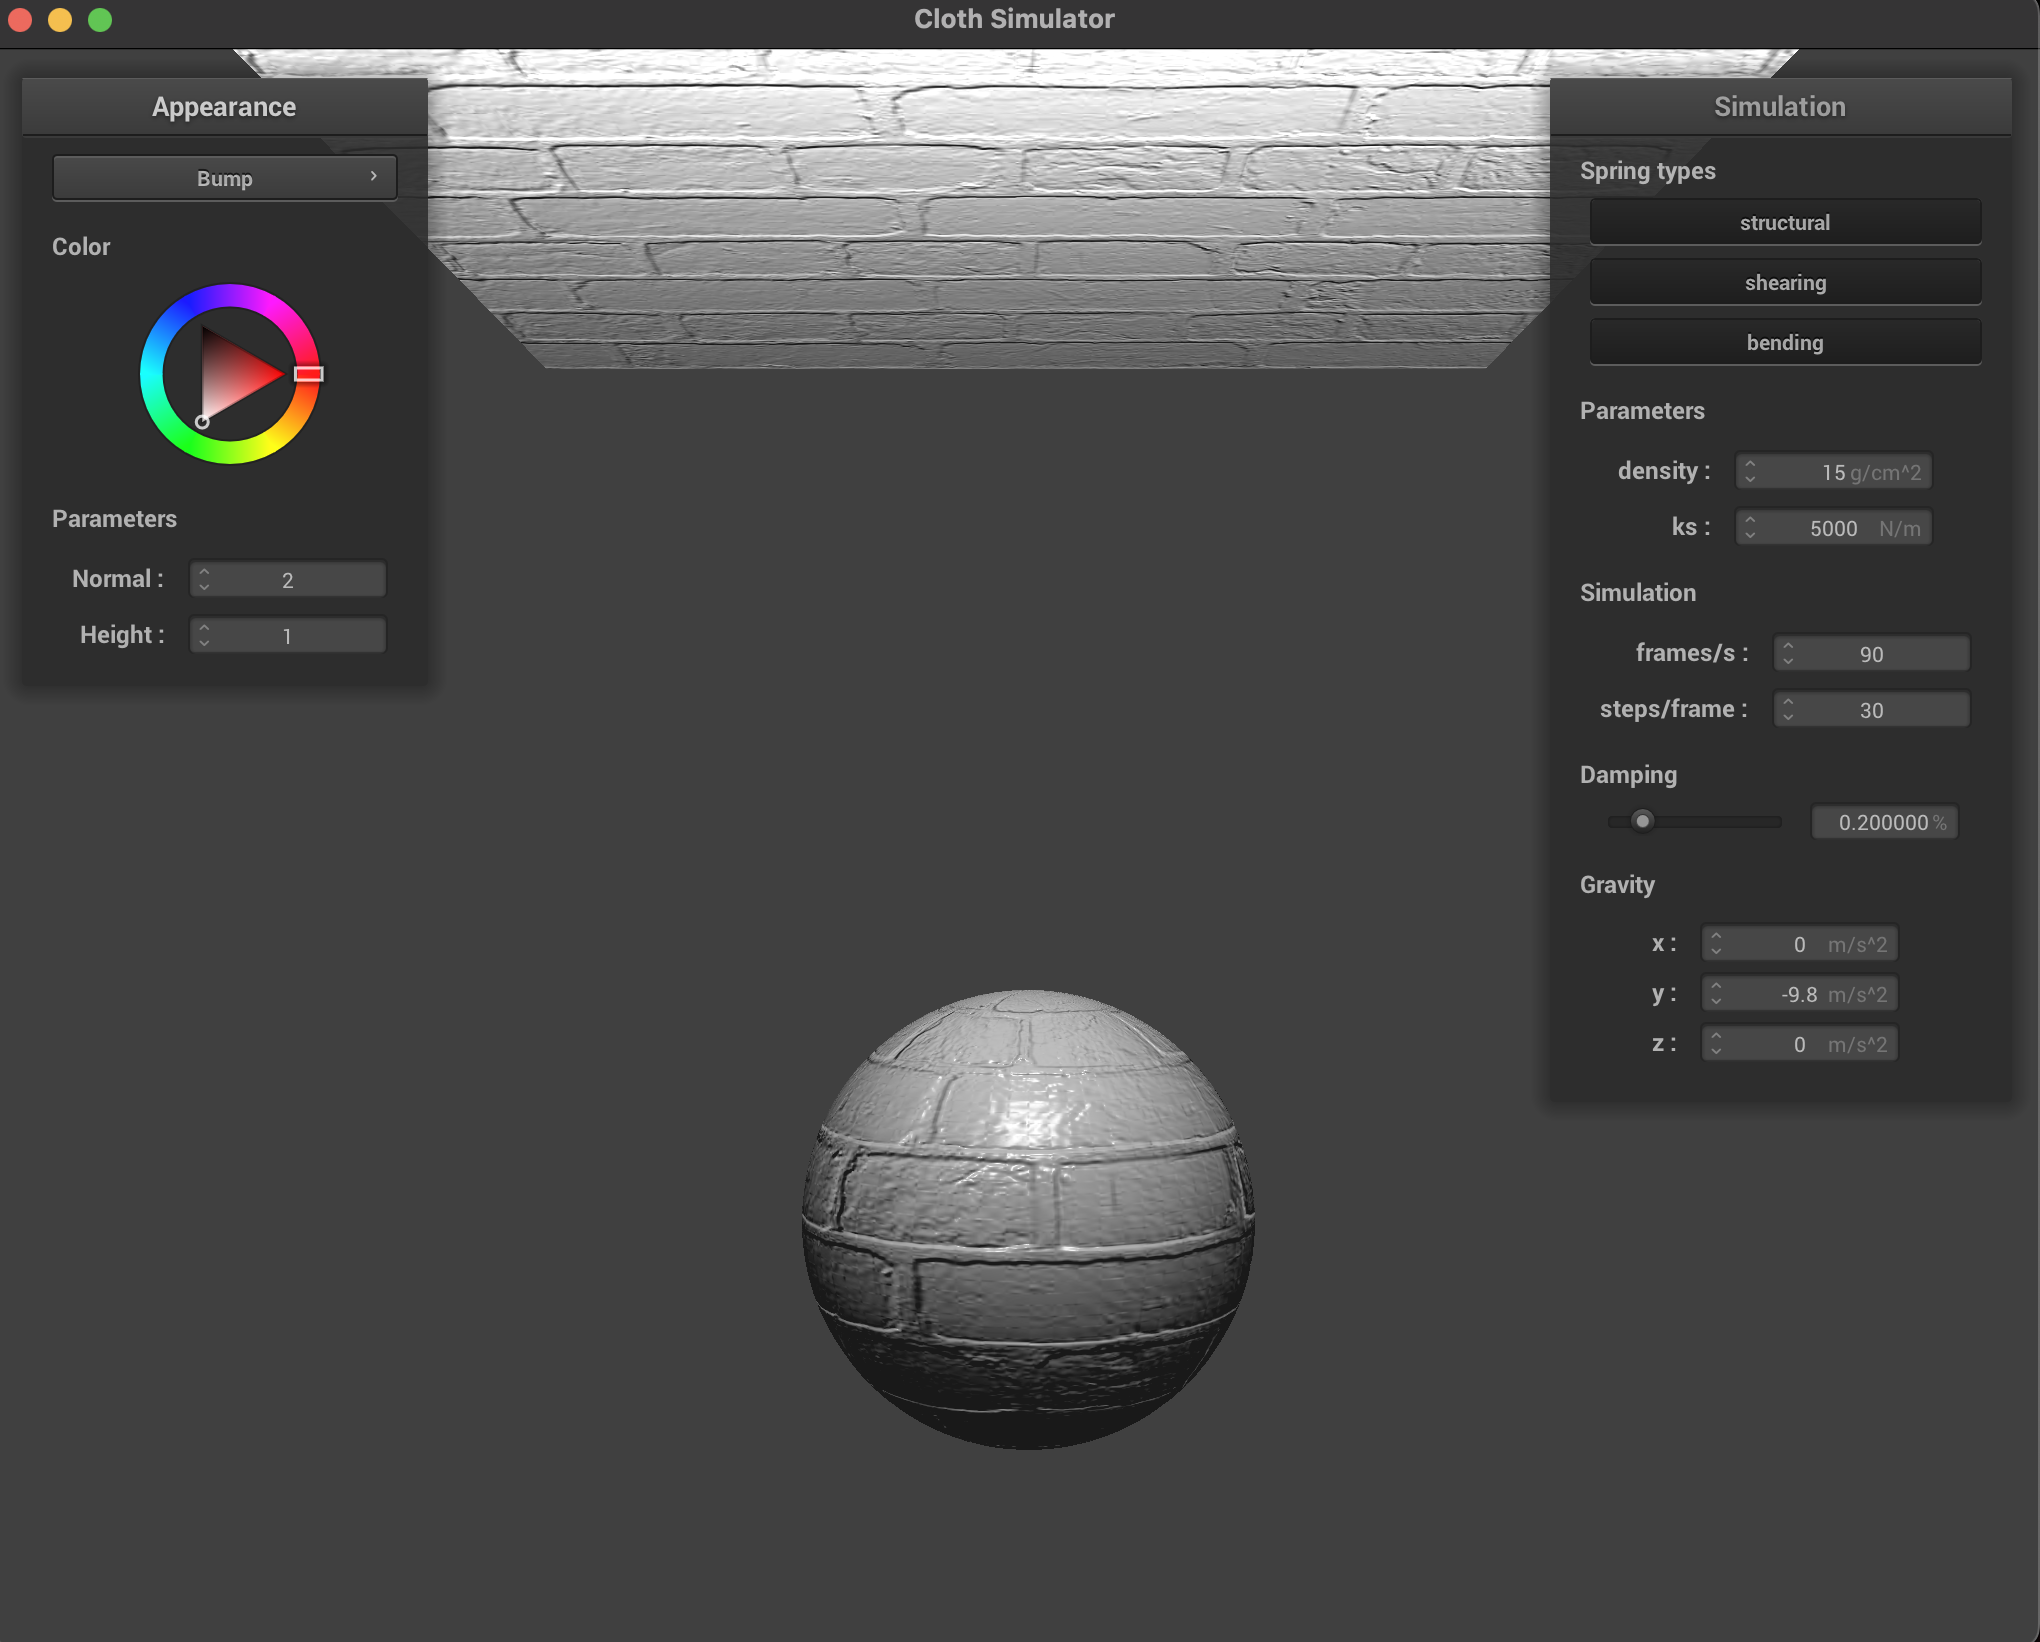 Cloth Simulator
Appearance
Bump
Color
Parameters
Normal : 2
Height : 1
Simulation
Spring types
structural
shearing
bending
Parameters
density : 15 g/cm^2
ks : 5000 N/m
Simulation
frames/s : 90
steps/frame : 30
Damping
0.200000 %
Gravity
x : 0 m/s^2
y : -9.8 m/s^2
z : 0 m/s^2